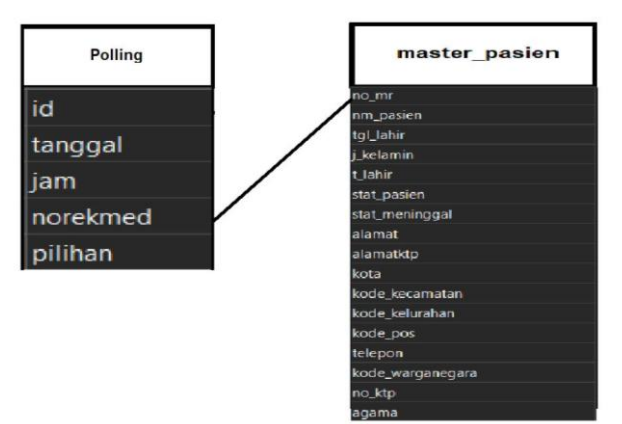 Polling
id
tanggal
jam
norekmed
pilihan
master_pasien
no_mr
nm_pasien
tgl_lahir
j_kelamin
t_lahir
stat_pasien
stat_meninggal
alamat
alamatktp
kota
kode_kecamatan
kode_kelurahan
kode_pos
telepon
kode_warganegara
no_ktp
agama